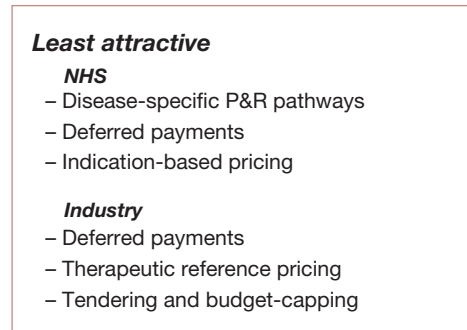 Least attractive
NHS
– Disease-specific P&R pathways
– Deferred payments
– Indication-based pricing
Industry
– Deferred payments
– Therapeutic reference pricing
– Tendering and budget-capping